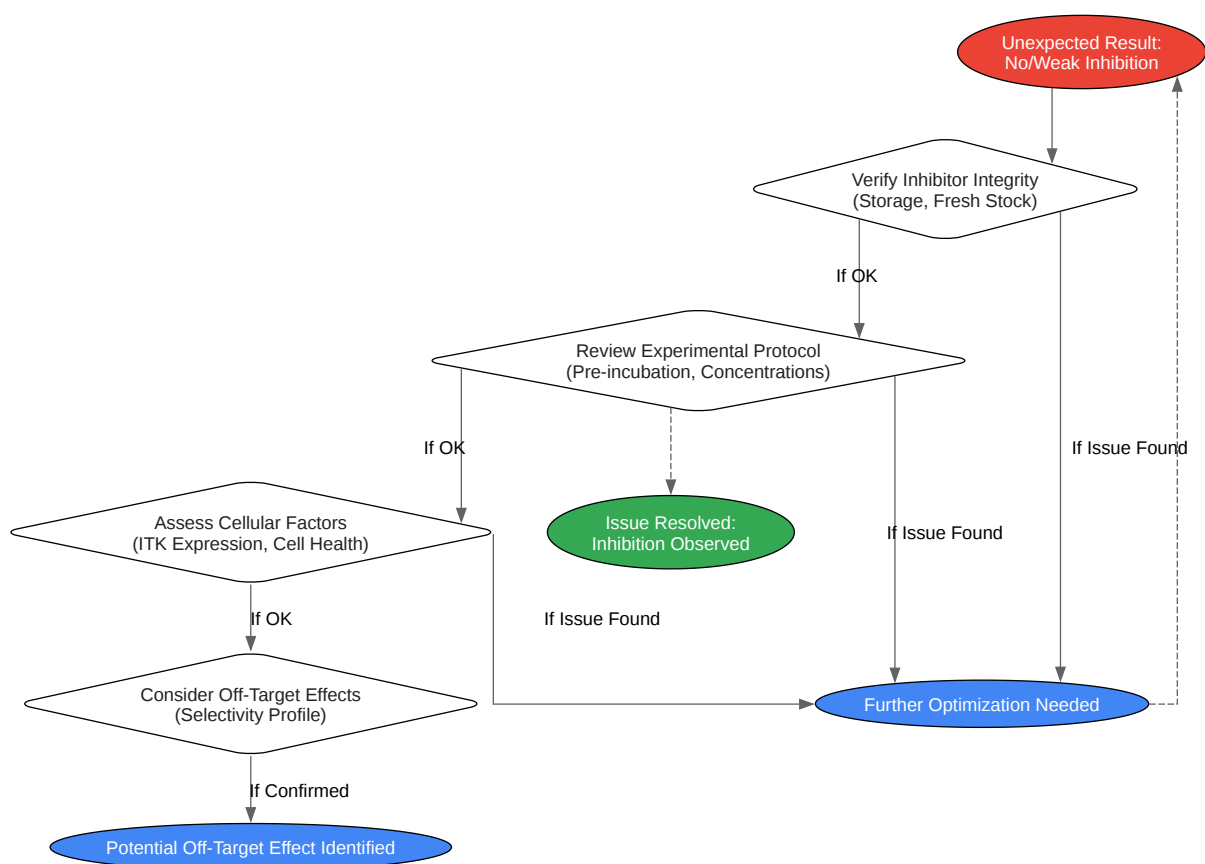 Unexpected Result:
No/Weak Inhibition
Verify Inhibitor Integrity
(Storage, Fresh Stock)
If OK
Review Experimental Protocol
(Pre-incubation, Concentrations)
If OK
If Issue Found
Assess Cellular Factors
(ITK Expression, Cell Health)
Issue Resolved:
Inhibition Observed
If Issue Found
If OK
If Issue Found
Consider Off-Target Effects
(Selectivity Profile)
Further Optimization Needed
If Confirmed
Potential Off-Target Effect Identified